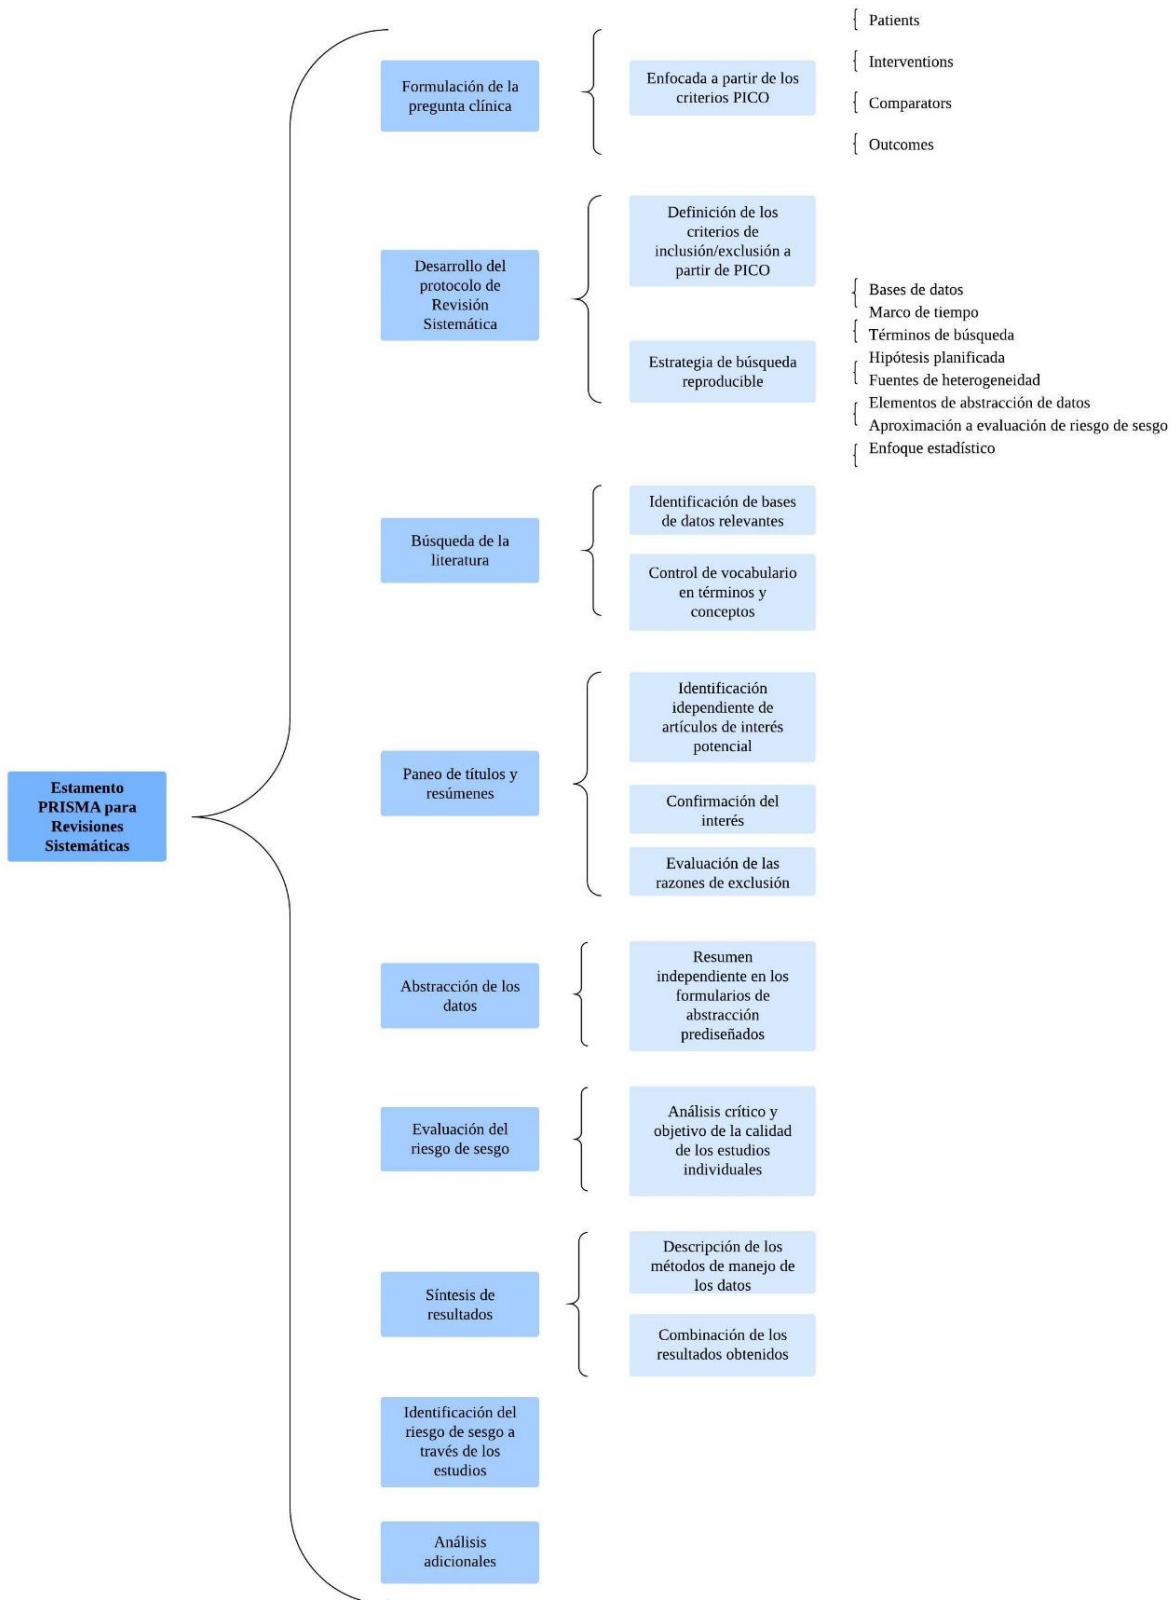 Patients
Interventions
Comparators
Outcomes
Formulación de la
pregunta clínica
Enfocada a partir de los
criterios PICO
Definición de los
criterios de
inclusión/exclusión a
partir de PICO
Desarrollo del
protocolo de
Revisión
Sistemática
Estrategia de búsqueda
reproducible
Bases de datos
Marco de tiempo
Términos de búsqueda
Hipótesis planificada
Fuentes de heterogeneidad
Elementos de abstracción de datos
Aproximación a evaluación de riesgo de sesgo
Enfoque estadístico
Búsqueda de la
literatura
Identificación de bases
de datos relevantes
Control de vocabulario
en términos y
conceptos
Estamento
PRISMA para
Revisiones
Sistemáticas
Paneo de títulos y
resúmenes
Identificación
idependiente de
artículos de interés
potencial
Confirmación del
interés
Evaluación de las
razones de exclusión
Abstracción de los
datos
Resumen
independiente en los
formularios de
abstracción
prediseñados
Evaluación del
riesgo de sesgo
Análisis crítico y
objetivo de la calidad
de los estudios
individuales
Síntesis de
resultados
Descripción de los
métodos de manejo de
los datos
Combinación de los
resultados obtenidos
Identificación del
riesgo de sesgo a
través de los
estudios
Análisis
adicionales